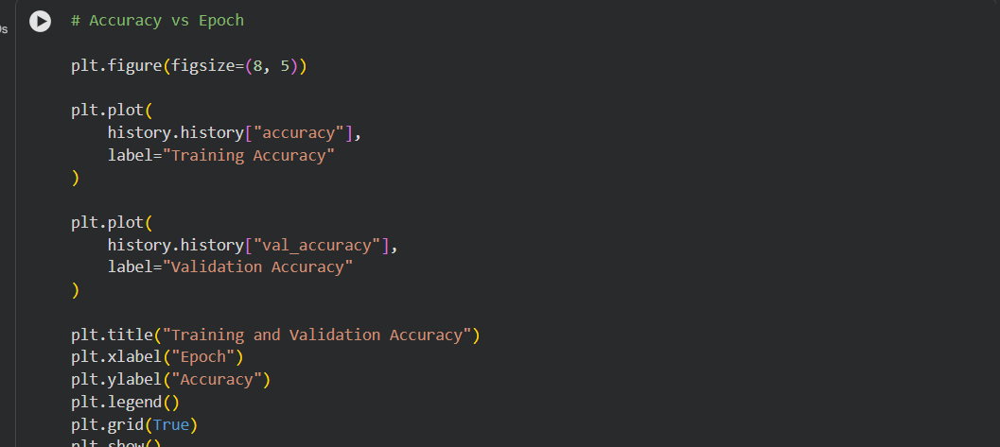 # Accuracy vs Epoch
plt.figure(figsize=(8, 5))
plt.plot(
    history.history["accuracy"],
    label="Training Accuracy"
)
plt.plot(
    history.history["val_accuracy"],
    label="Validation Accuracy"
)
plt.title("Training and Validation Accuracy")
plt.xlabel("Epoch")
plt.ylabel("Accuracy")
plt.legend()
plt.grid(True)
plt.show()